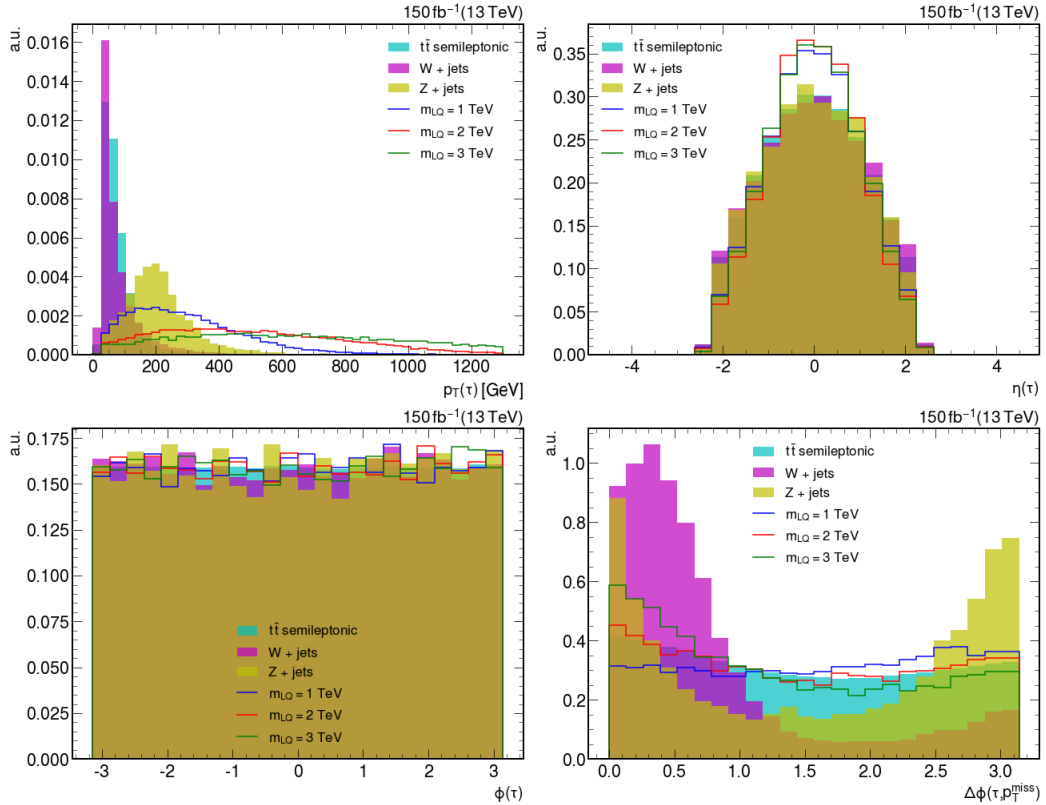 150 fb⁻¹ (13 TeV)
a.u.
0.016
0.014
0.012
0.010
0.008
0.006
0.004
0.002
0.000
0 200 400 600 800 1000 1200
p_T(τ) [GeV]
tt̄ semileptonic
W + jets
Z + jets
m_LQ = 1 TeV
m_LQ = 2 TeV
m_LQ = 3 TeV
150 fb⁻¹ (13 TeV)
a.u.
0.35
0.30
0.25
0.20
0.15
0.10
0.05
0.00
−4 −2 0 2 4
η(τ)
tt̄ semileptonic
W + jets
Z + jets
m_LQ = 1 TeV
m_LQ = 2 TeV
m_LQ = 3 TeV
150 fb⁻¹ (13 TeV)
a.u.
0.175
0.150
0.125
0.100
0.075
0.050
0.025
0.000
−3 −2 −1 0 1 2 3
ϕ(τ)
tt̄ semileptonic
W + jets
Z + jets
m_LQ = 1 TeV
m_LQ = 2 TeV
m_LQ = 3 TeV
150 fb⁻¹ (13 TeV)
a.u.
1.0
0.8
0.6
0.4
0.2
0.0
0.0 0.5 1.0 1.5 2.0 2.5 3.0
Δϕ(τ, p_T^miss)
tt̄ semileptonic
W + jets
Z + jets
m_LQ = 1 TeV
m_LQ = 2 TeV
m_LQ = 3 TeV